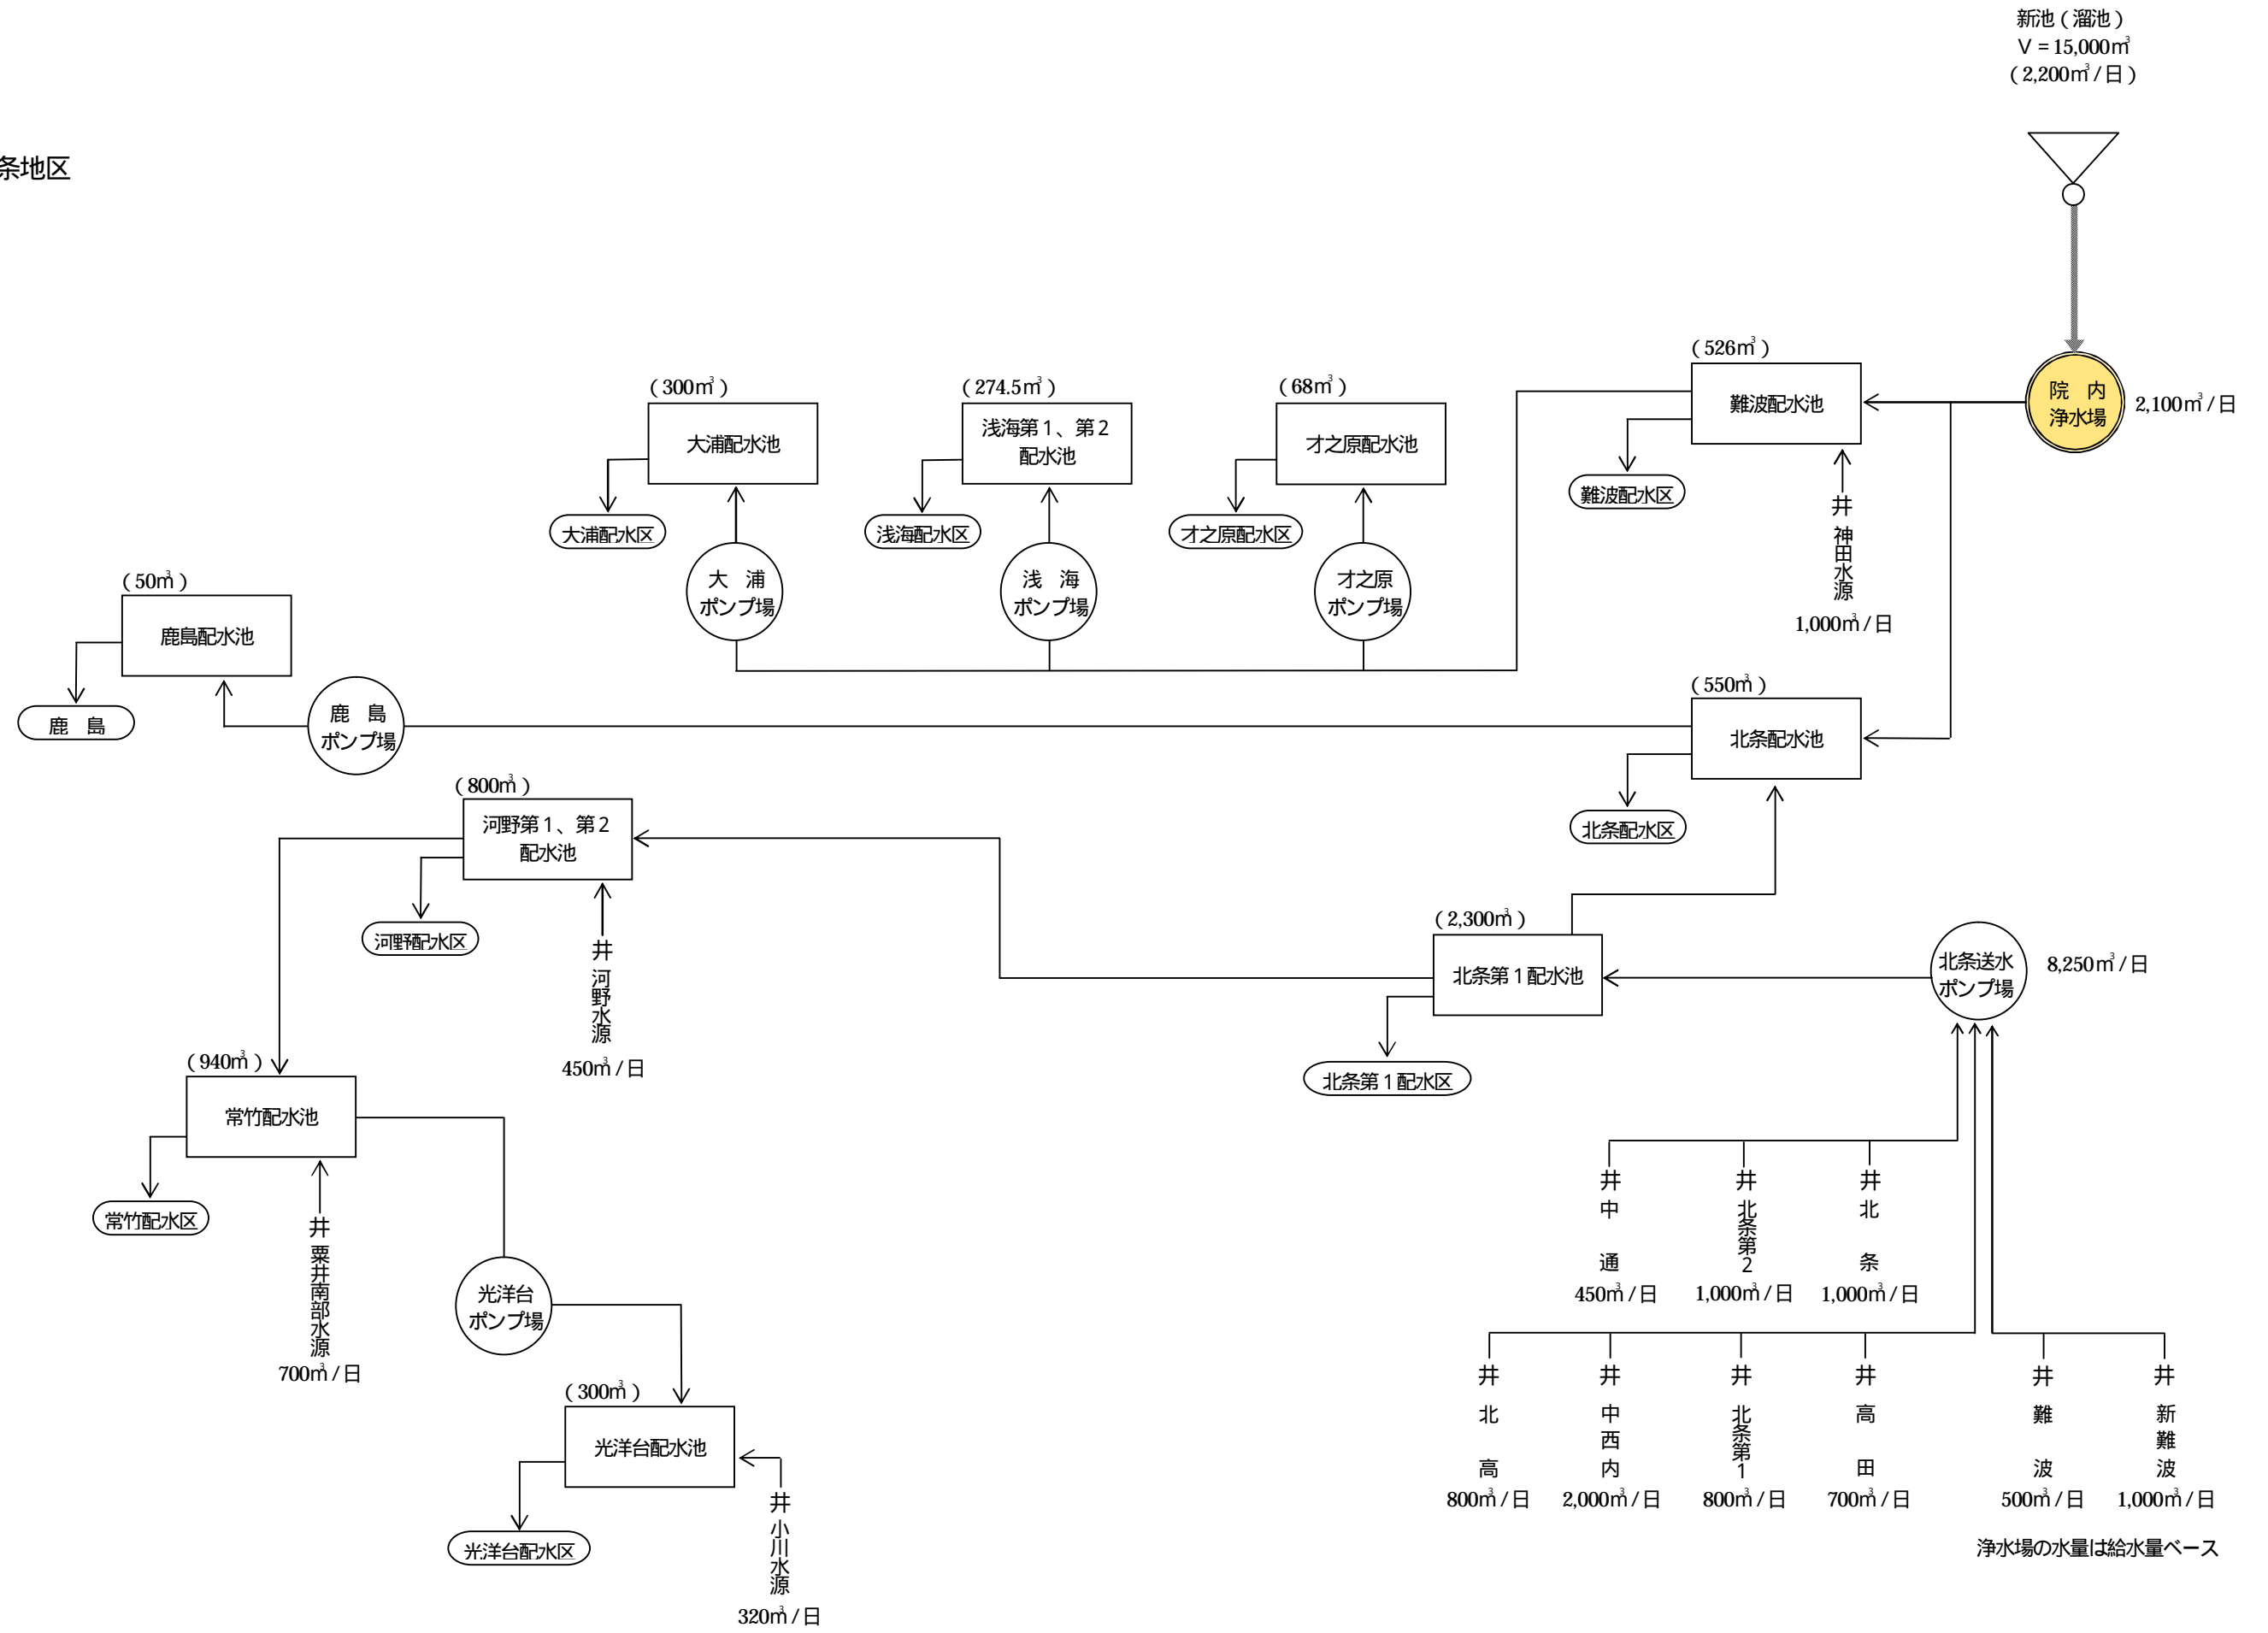 新池（溜池）
Ｖ＝15,000㎥
（2,200㎥/日）
条地区
（526㎥）
難波配水池
院　内
浄水場
2,100㎥/日
難波配水区
井
神田水源
1,000㎥/日
（300㎥）
大浦配水池
大浦配水区
大　浦
ポンプ場
（274.5㎥）
浅海第１、第２
配水池
浅海配水区
浅　海
ポンプ場
（68㎥）
才之原配水池
才之原配水区
才之原
ポンプ場
（50㎥）
鹿島配水池
鹿　島
鹿　島
ポンプ場
（550㎥）
北条配水池
北条配水区
（800㎥）
河野第１、第２
配水池
河野配水区
井
河野水源
450㎥/日
（2,300㎥）
北条第１配水池
北条第１配水区
北条送水
ポンプ場
8,250㎥/日
（940㎥）
常竹配水池
常竹配水区
井
粟井南部水源
700㎥/日
光洋台
ポンプ場
（300㎥）
光洋台配水池
光洋台配水区
井
小川水源
320㎥/日
井
中　通
450㎥/日
井
北条第２
1,000㎥/日
井
北　条
1,000㎥/日
井
北　高
800㎥/日
井
中西内
2,000㎥/日
井
北条第１
800㎥/日
井
高　田
700㎥/日
井
難　波
500㎥/日
井
新難波
1,000㎥/日
浄水場の水量は給水量ベース